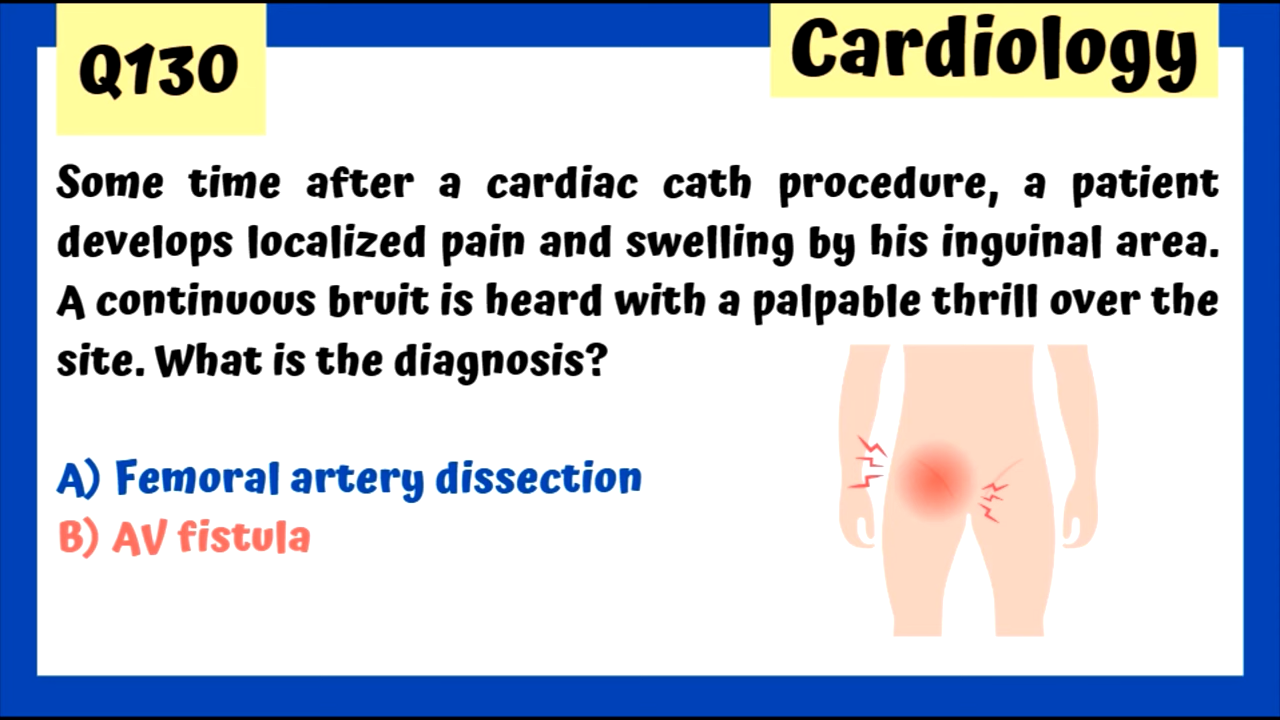 Q130
Cardiology
Some time after a cardiac cath procedure, a patient
develops localized pain and swelling by his inguinal area.
A continuous bruit is heard with a palpable thrill over the
site. What is the diagnosis?
A) Femoral artery dissection
B) AV fistula